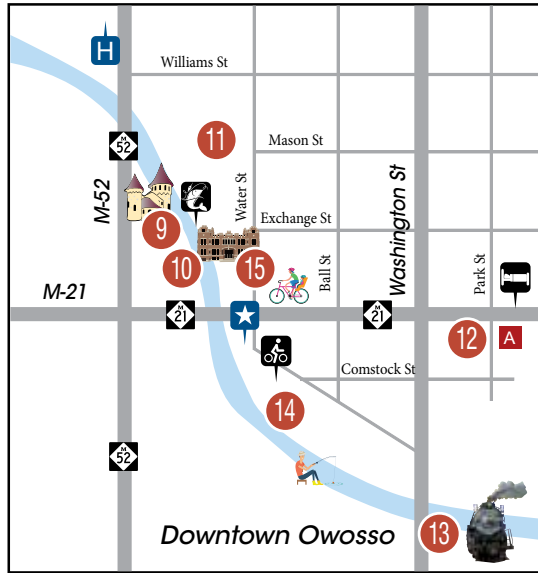 H
Williams St
11
Mason St
M
52
M-52
Water St
Washington St
9
Exchange St
10
15
Ball St
Park St
M-21
M
21
M
21
12
A
Comstock St
14
M
52
Downtown Owosso
13